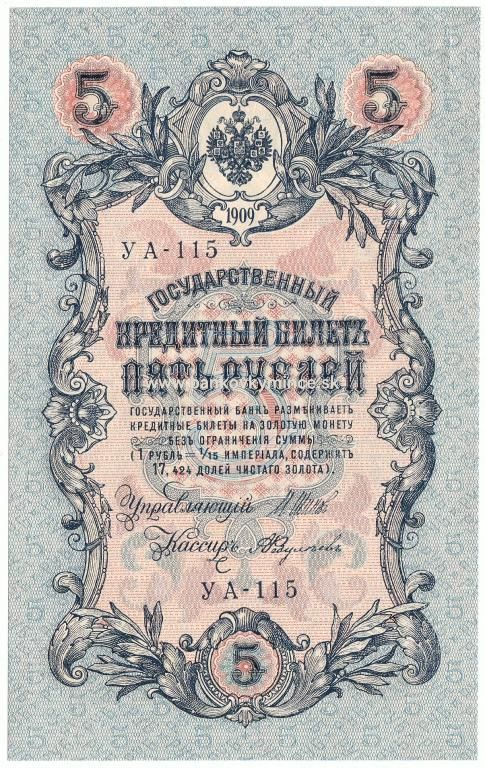 5 5
1909
УА-115
ГОСУДАРСТВЕННЫЙ
КРЕДИТНЫЙ БИЛЕТЪ
ПЯТЬ РУБЛЕЙ
www.bankovkymince.sk
ГОСУДАРСТВЕННЫЙ БАНКЪ РАЗМѢНИВАЕТЪ
КРЕДИТНЫЕ БИЛЕТЫ НА ЗОЛОТУЮ МОНЕТУ
БЕЗЪ ОГРАНИЧЕНІЯ СУММЫ
(1 РУБЛЬ = 1/15 ИМПЕРІАЛА, СОДЕРЖИТЪ
17,424 ДОЛЕЙ ЧИСТАГО ЗОЛОТА).
Управляющій
Кассиръ
УА-115
5